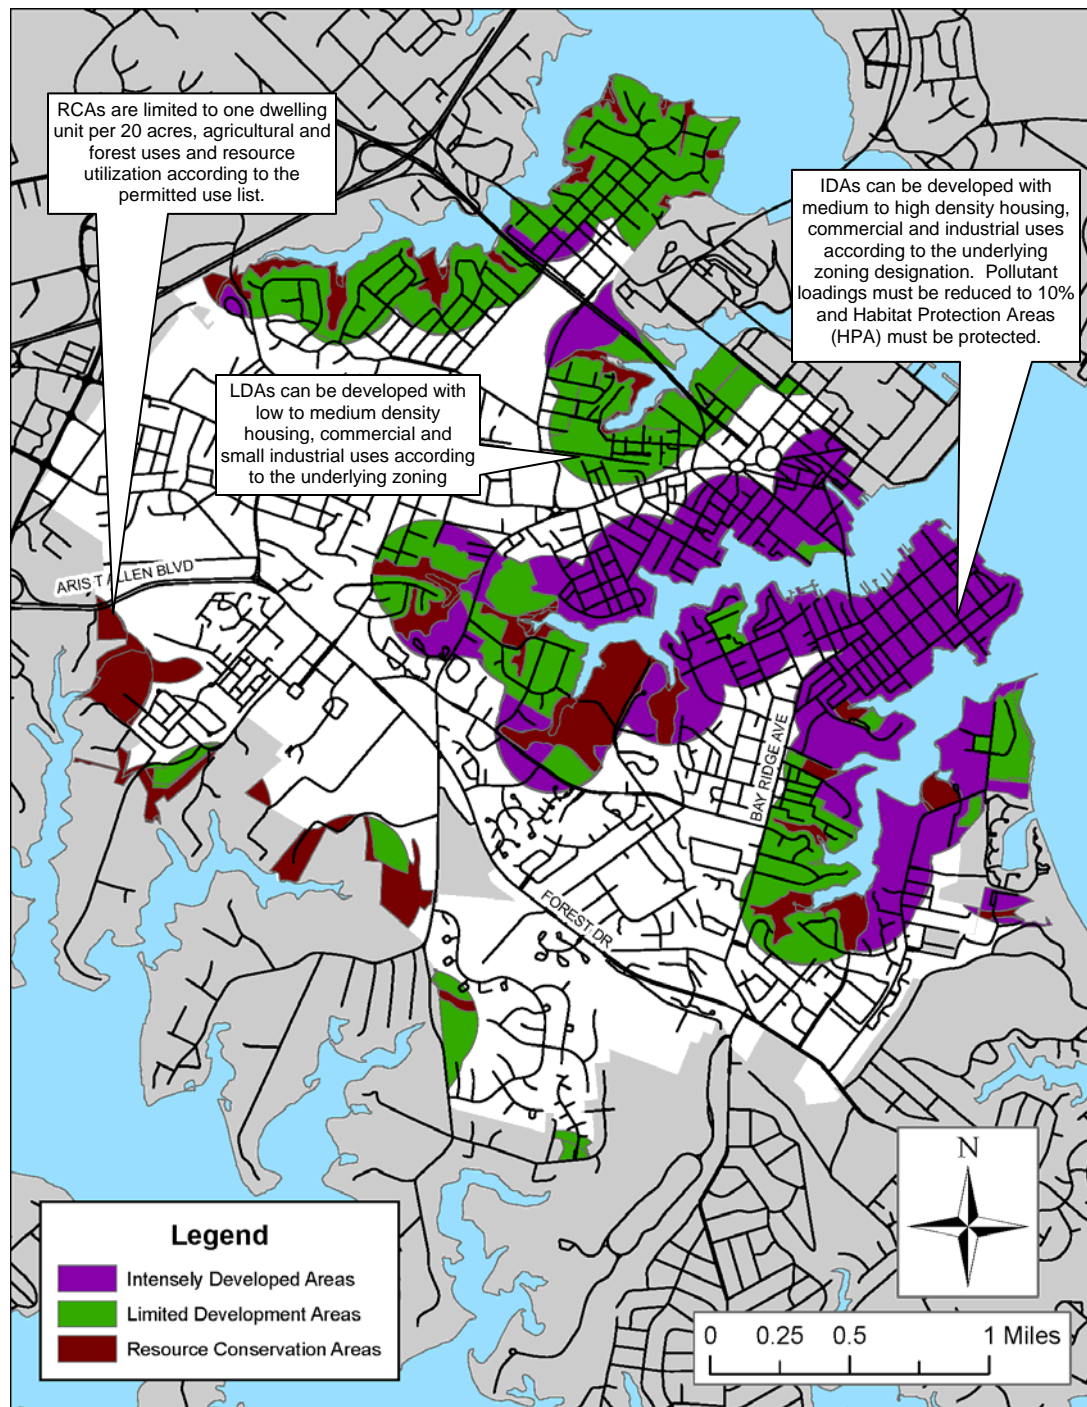 RCAs are limited to one dwelling
unit per 20 acres, agricultural and
forest uses and resource
utilization according to the
permitted use list.
IDAs can be developed with
medium to high density housing,
commercial and industrial uses
according to the underlying
zoning designation.  Pollutant
loadings must be reduced to 10%
and Habitat Protection Areas
(HPA) must be protected.
LDAs can be developed with
low to medium density
housing, commercial and
small industrial uses according
to the underlying zoning
ARIS T ALLEN BLVD
BAY RIDGE AVE
FOREST DR
N
Legend
Intensely Developed Areas
Limited Development Areas
Resource Conservation Areas
0 0.25 0.5 1 Miles